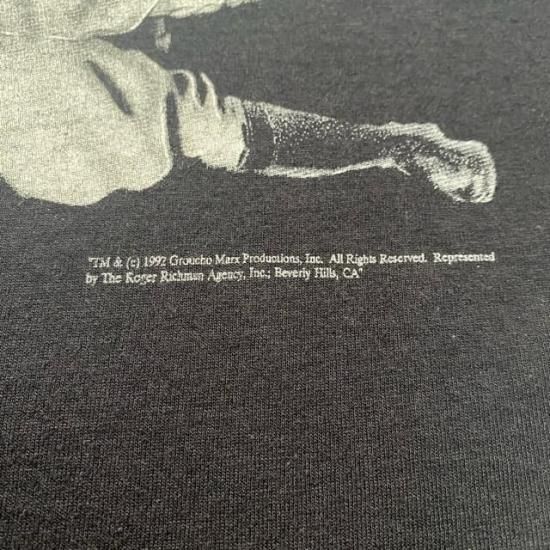 "TM & (c) 1992 Groucho Marx Productions, Inc. All Rights Reserved. Represented
by The Roger Richman Agency, Inc.; Beverly Hills, CA"